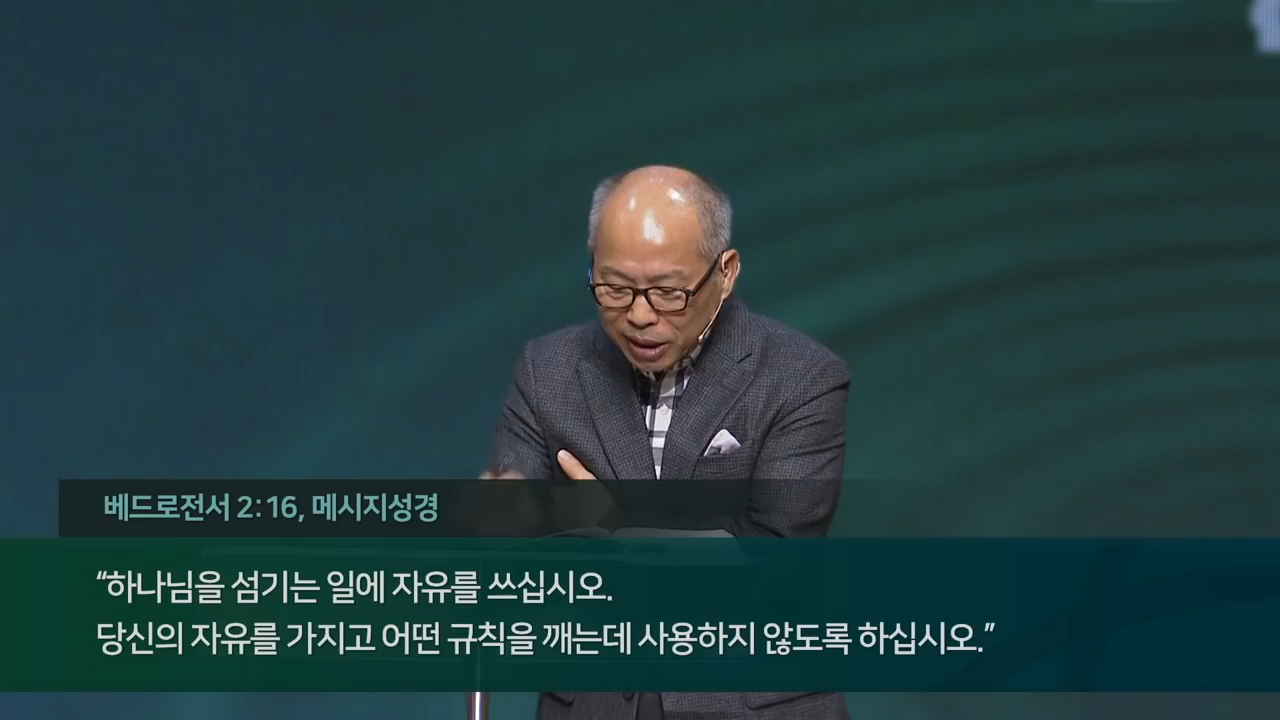 베드로전서 2:16, 메시지성경
“하나님을 섬기는 일에 자유를 쓰십시오.
당신의 자유를 가지고 어떤 규칙을 깨는데 사용하지 않도록 하십시오.”